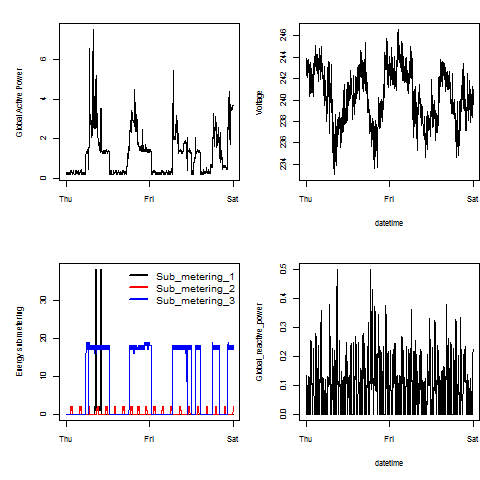 Global Active Power
0 2 4 6
Thu Fri Sat
Voltage
234 236 238 240 242 244 246
Thu Fri Sat
datetime
Energy sub metering
0 10 20 30
Sub_metering_1
Sub_metering_2
Sub_metering_3
Thu Fri Sat
Global_reactive_power
0.0 0.1 0.2 0.3 0.4 0.5
Thu Fri Sat
datetime